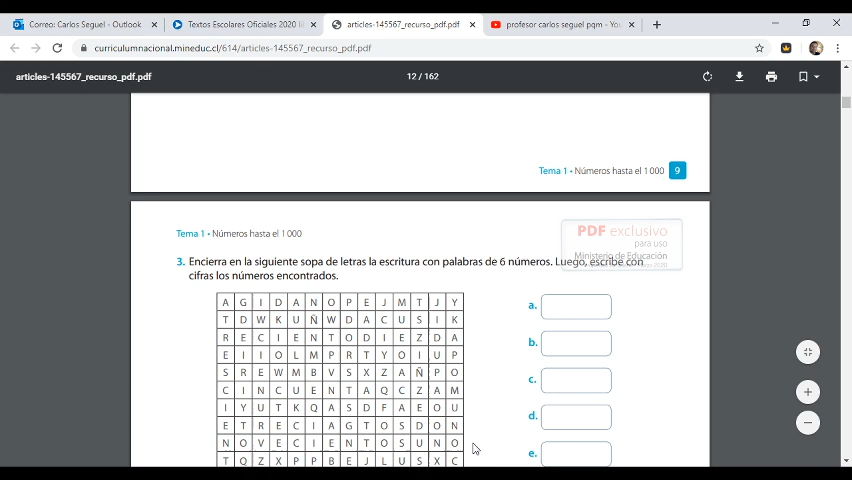 Correo: Carlos Seguel - Outlook
Textos Escolares Oficiales 2020 li
articles-145567_recurso_pdf.pdf
profesor carlos seguel pqm - You
curriculumnacional.mineduc.cl/614/articles-145567_recurso_pdf.pdf
articles-145567_recurso_pdf.pdf
12 / 162
Tema 1 • Números hasta el 1 000 9
Tema 1 • Números hasta el 1 000
PDF exclusivo
para uso
Ministerio de Educación
3. Encierra en la siguiente sopa de letras la escritura con palabras de 6 números. Luego, escribe con
cifras los números encontrados.
A G I D A N O P E J M T J Y
T D W K U Ñ W D A C U S I K
R E C I E N T O D I E Z D A
E I I O L M P R T Y O I U P
S R E W M B V S X Z A Ñ P O
C I N C U E N T A Q C Z A M
I Y U T K Q A S D F A E O U
E T R E C I A G T O S D O N
N O V E C I E N T O S U N O
T Q Z X P P B E J L U S X C
a.
b.
c.
d.
e.